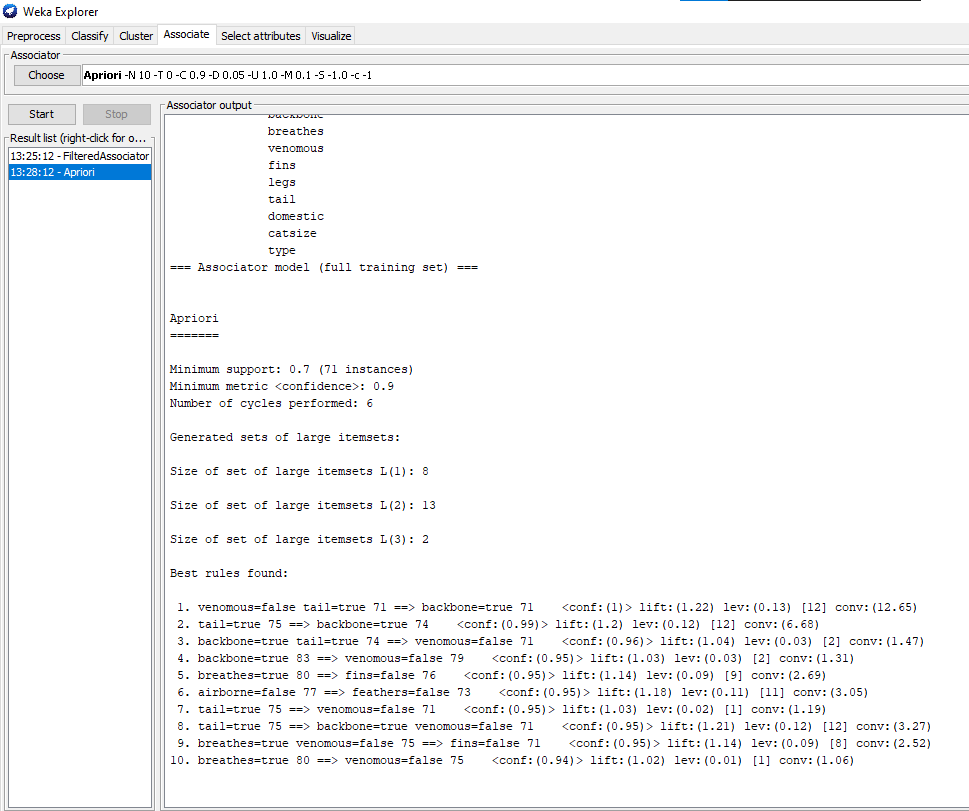 Weka Explorer
Preprocess Classify Cluster Associate Select attributes Visualize
Associator
Choose Apriori -N 10 -T 0 -C 0.9 -D 0.05 -U 1.0 -M 0.1 -S -1.0 -c -1
Start Stop
Result list (right-click for o...
13:25:12 - FilteredAssociator
13:28:12 - Apriori
Associator output
backbone
breathes
venomous
fins
legs
tail
domestic
catsize
type
=== Associator model (full training set) ===
Apriori
=======
Minimum support: 0.7 (71 instances)
Minimum metric <confidence>: 0.9
Number of cycles performed: 6
Generated sets of large itemsets:
Size of set of large itemsets L(1): 8
Size of set of large itemsets L(2): 13
Size of set of large itemsets L(3): 2
Best rules found:
1. venomous=false tail=true 71 ==> backbone=true 71 <conf:(1)> lift:(1.22) lev:(0.13) [12] conv:(12.65)
2. tail=true 75 ==> backbone=true 74 <conf:(0.99)> lift:(1.2) lev:(0.12) [12] conv:(6.68)
3. backbone=true tail=true 74 ==> venomous=false 71 <conf:(0.96)> lift:(1.04) lev:(0.03) [2] conv:(1.47)
4. backbone=true 83 ==> venomous=false 79 <conf:(0.95)> lift:(1.03) lev:(0.03) [2] conv:(1.31)
5. breathes=true 80 ==> fins=false 76 <conf:(0.95)> lift:(1.14) lev:(0.09) [9] conv:(2.69)
6. airborne=false 77 ==> feathers=false 73 <conf:(0.95)> lift:(1.18) lev:(0.11) [11] conv:(3.05)
7. tail=true 75 ==> venomous=false 71 <conf:(0.95)> lift:(1.03) lev:(0.02) [1] conv:(1.19)
8. tail=true 75 ==> backbone=true venomous=false 71 <conf:(0.95)> lift:(1.21) lev:(0.12) [12] conv:(3.27)
9. breathes=true venomous=false 75 ==> fins=false 71 <conf:(0.95)> lift:(1.14) lev:(0.09) [8] conv:(2.52)
10. breathes=true 80 ==> venomous=false 75 <conf:(0.94)> lift:(1.02) lev:(0.01) [1] conv:(1.06)